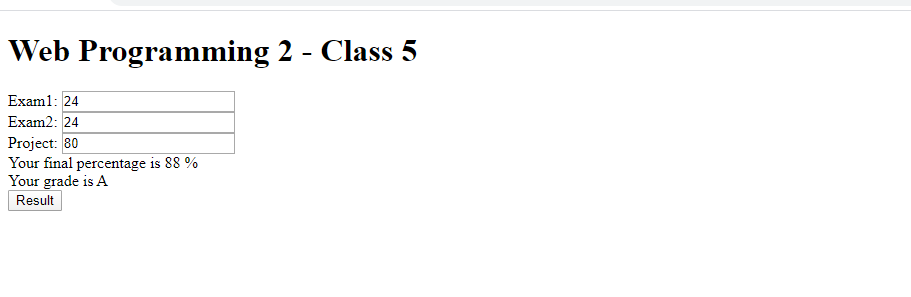 Web Programming 2 - Class 5
Exam1: 24
Exam2: 24
Project: 80
Your final percentage is 88 %
Your grade is A
Result